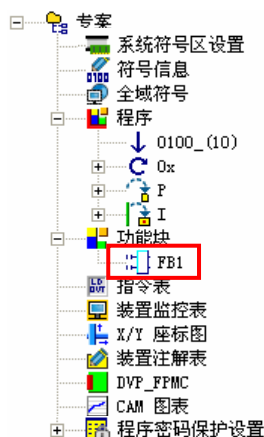 专案
系统符号区设置
符号信息
全域符号
程序
0100_(10)
Ox
P
I
功能块
FB1
指令表
装置监控表
X/Y 座标图
装置注解表
DVP_FPMC
CAM 图表
程序密码保护设置